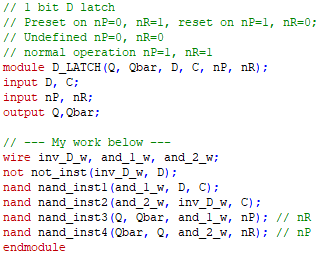 // 1 bit D latch
// Preset on nP=0, nR=1, reset on nP=1, nR=0;
// Undefined nP=0, nR=0
// normal operation nP=1, nR=1
module D_LATCH(Q, Qbar, D, C, nP, nR);
input D, C;
input nP, nR;
output Q,Qbar;
// --- My work below ---
wire inv_D_w, and_1_w, and_2_w;
not not_inst(inv_D_w, D);
nand nand_inst1(and_1_w, D, C);
nand nand_inst2(and_2_w, inv_D_w, C);
nand nand_inst3(Q, Qbar, and_1_w, nP); // nR
nand nand_inst4(Qbar, Q, and_2_w, nR); // nP
endmodule